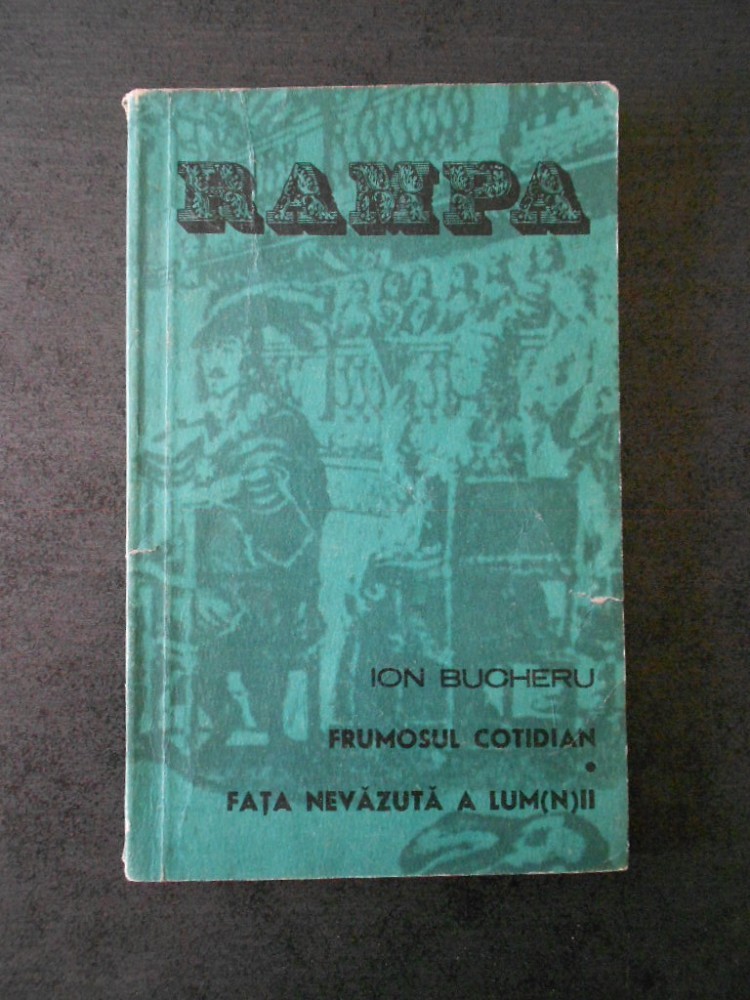 RAMPA
ION BUCHERU
FRUMOSUL COTIDIAN
•
FAȚA NEVĂZUTĂ A LUM(N)II